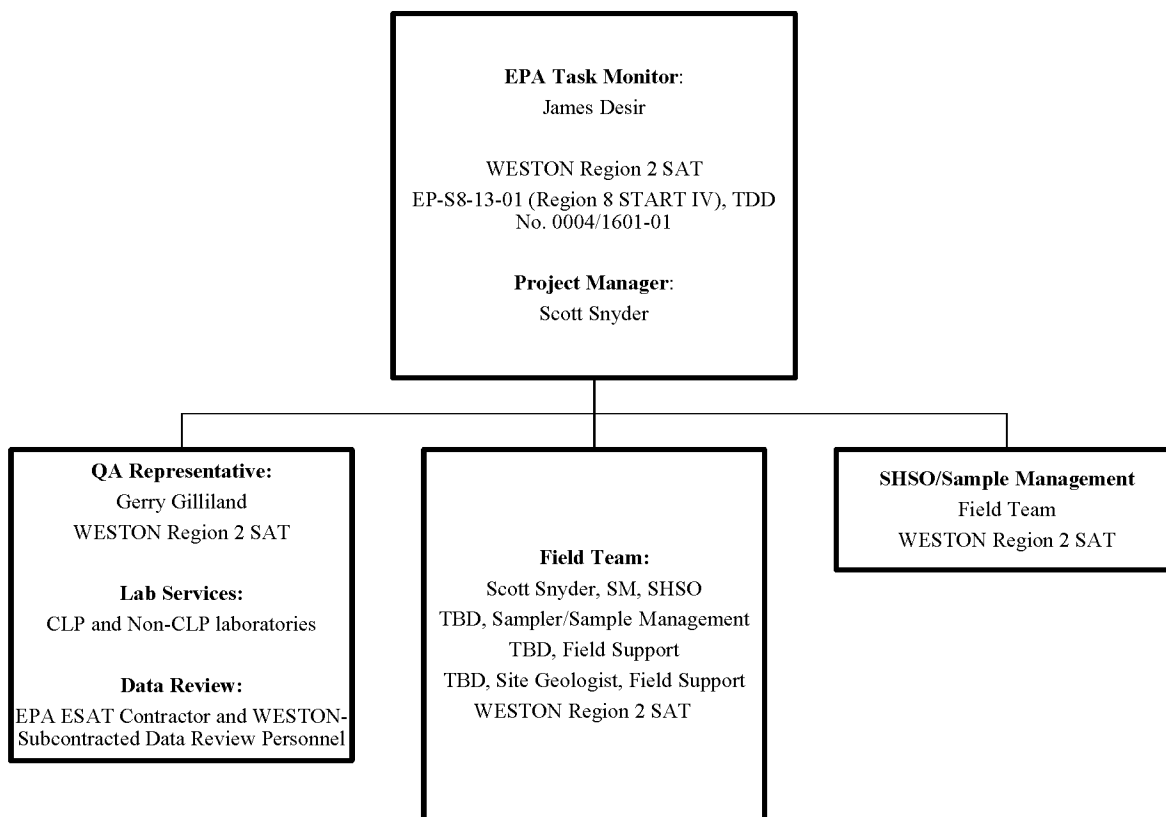 EPA Task Monitor:
James Desir
WESTON Region 2 SAT
EP-S8-13-01 (Region 8 START IV), TDD
No. 0004/1601-01
Project Manager:
Scott Snyder
QA Representative:
Gerry Gilliland
WESTON Region 2 SAT
Lab Services:
CLP and Non-CLP laboratories
Data Review:
EPA ESAT Contractor and WESTON-
Subcontracted Data Review Personnel
Field Team:
Scott Snyder, SM, SHSO
TBD, Sampler/Sample Management
TBD, Field Support
TBD, Site Geologist, Field Support
WESTON Region 2 SAT
SHSO/Sample Management
Field Team
WESTON Region 2 SAT